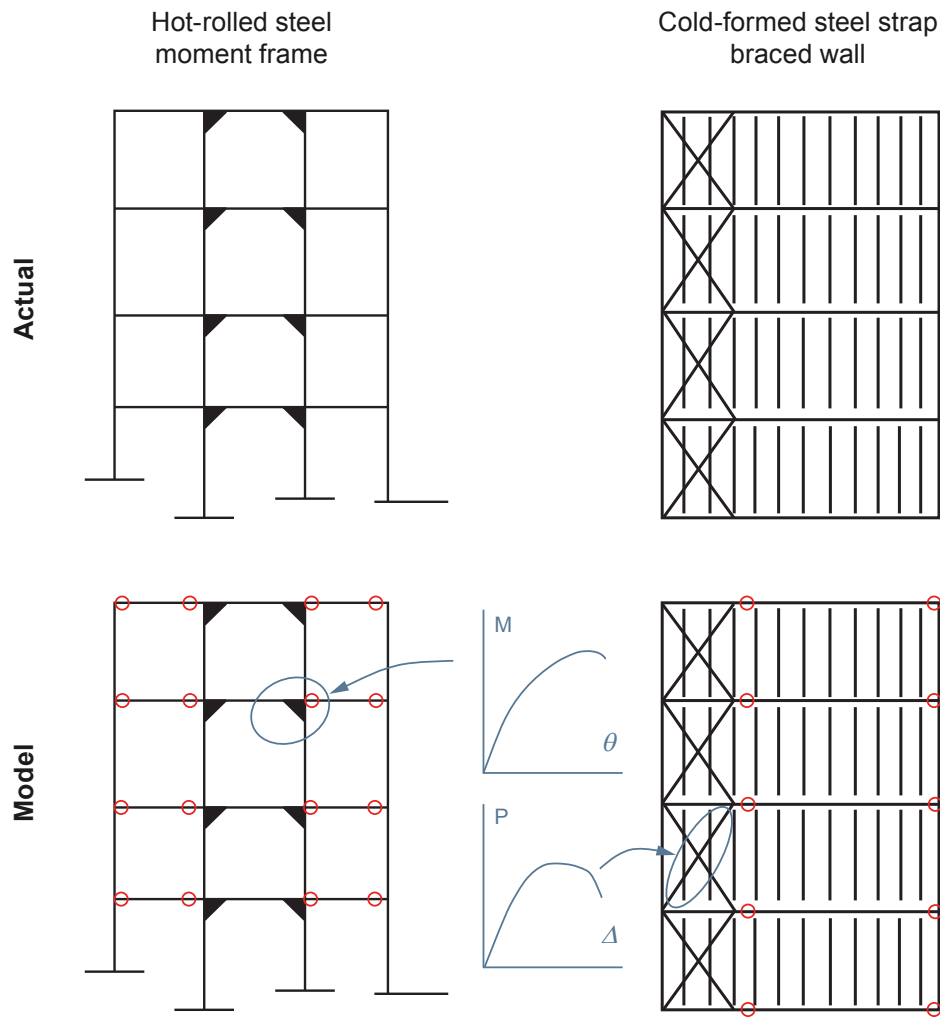 Hot-rolled steel
moment frame
Cold-formed steel strap
braced wall
Actual
Model
M
θ
P
Δ